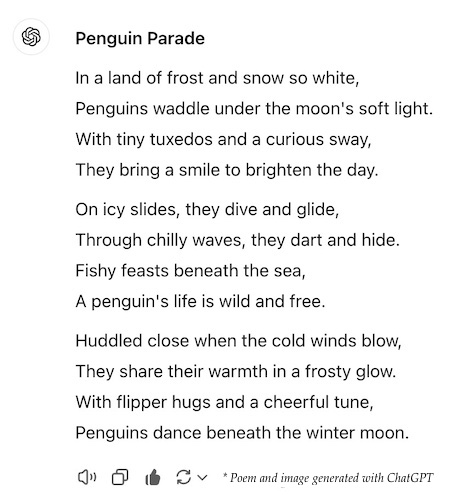 Penguin Parade
In a land of frost and snow so white,
Penguins waddle under the moon's soft light.
With tiny tuxedos and a curious sway,
They bring a smile to brighten the day.
On icy slides, they dive and glide,
Through chilly waves, they dart and hide.
Fishy feasts beneath the sea,
A penguin's life is wild and free.
Huddled close when the cold winds blow,
They share their warmth in a frosty glow.
With flipper hugs and a cheerful tune,
Penguins dance beneath the winter moon.
* Poem and image generated with ChatGPT